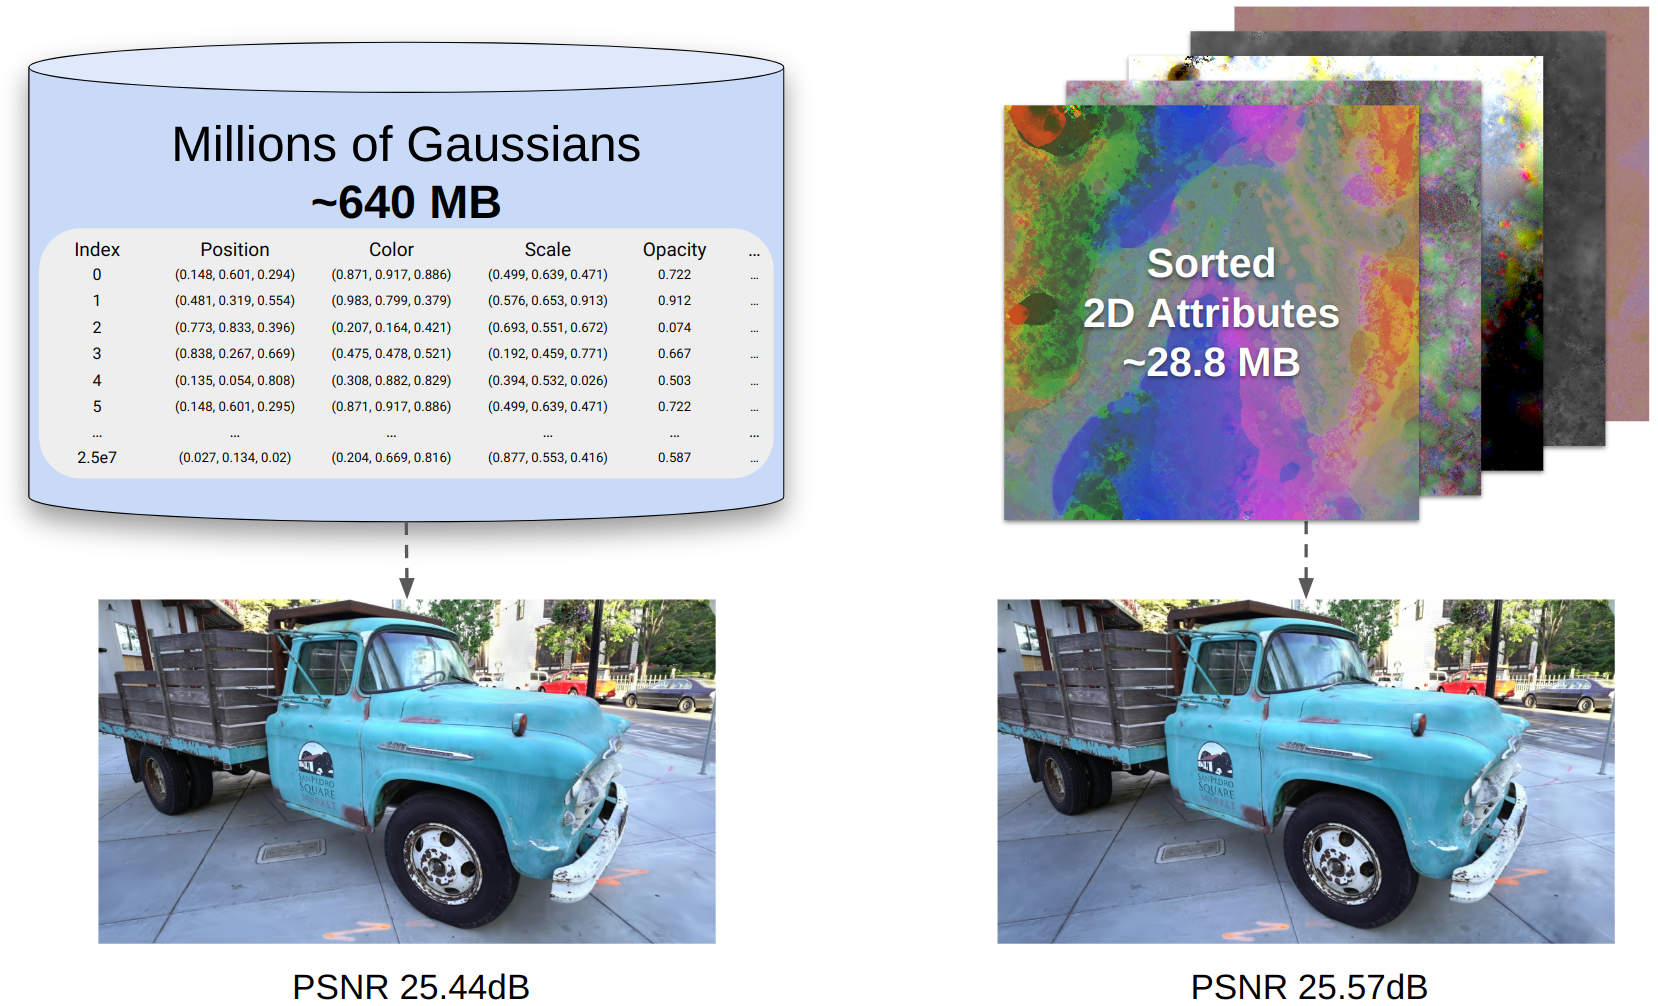 Millions of Gaussians
~640 MB
Index Position Color Scale Opacity ...
0 (0.148, 0.601, 0.294) (0.871, 0.917, 0.886) (0.499, 0.639, 0.471) 0.722 ...
1 (0.481, 0.319, 0.554) (0.983, 0.799, 0.379) (0.576, 0.653, 0.913) 0.912 ...
2 (0.773, 0.833, 0.396) (0.207, 0.164, 0.421) (0.693, 0.551, 0.672) 0.074 ...
3 (0.838, 0.267, 0.669) (0.475, 0.478, 0.521) (0.192, 0.459, 0.771) 0.667 ...
4 (0.135, 0.054, 0.808) (0.308, 0.882, 0.829) (0.394, 0.532, 0.026) 0.503 ...
5 (0.148, 0.601, 0.295) (0.871, 0.917, 0.886) (0.499, 0.639, 0.471) 0.722 ...
... ... ... ... ... ...
2.5e7 (0.027, 0.134, 0.02) (0.204, 0.669, 0.816) (0.877, 0.553, 0.416) 0.587 ...
Sorted
2D Attributes
~28.8 MB
SAN PEDRO
SQUARE
MARKET
SAN PEDRO
SQUARE
MARKET
PSNR 25.44dB
PSNR 25.57dB